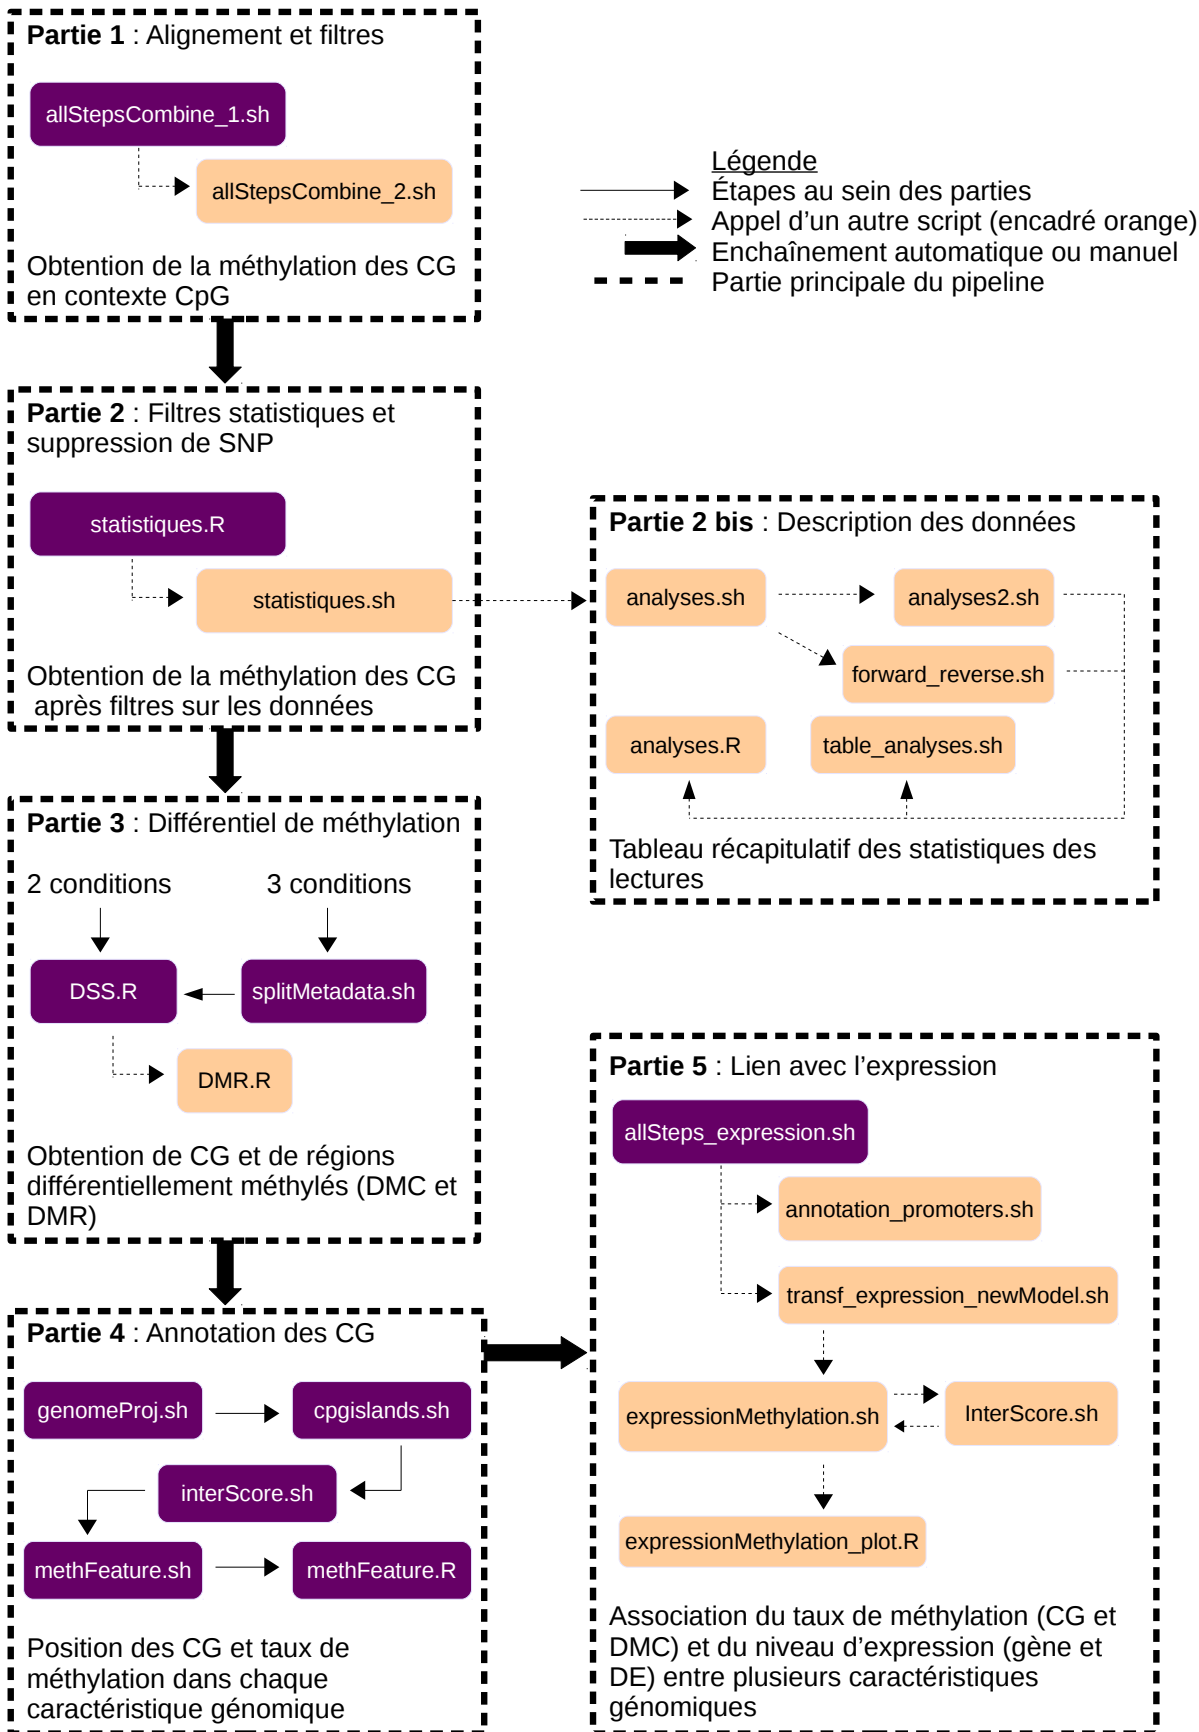 Partie 1 : Alignement et filtres
allStepsCombine_1.sh
allStepsCombine_2.sh
Obtention de la méthylation des CG
en contexte CpG
Légende
Étapes au sein des parties
Appel d'un autre script (encadré orange)
Enchaînement automatique ou manuel
Partie principale du pipeline
Partie 2 : Filtres statistiques et
suppression de SNP
statistiques.R
statistiques.sh
Obtention de la méthylation des CG
après filtres sur les données
Partie 2 bis : Description des données
analyses.sh
analyses2.sh
forward_reverse.sh
analyses.R
table_analyses.sh
Tableau récapitulatif des statistiques des
lectures
Partie 3 : Différentiel de méthylation
2 conditions
3 conditions
DSS.R
splitMetadata.sh
DMR.R
Obtention de CG et de régions
différentiellement méthylés (DMC et
DMR)
Partie 4 : Annotation des CG
genomeProj.sh
cpgislands.sh
interScore.sh
methFeature.sh
methFeature.R
Position des CG et taux de
méthylation dans chaque
caractéristique génomique
Partie 5 : Lien avec l'expression
allSteps_expression.sh
annotation_promoters.sh
transf_expression_newModel.sh
expressionMethylation.sh
InterScore.sh
expressionMethylation_plot.R
Association du taux de méthylation (CG et
DMC) et du niveau d'expression (gène et
DE) entre plusieurs caractéristiques
génomiques